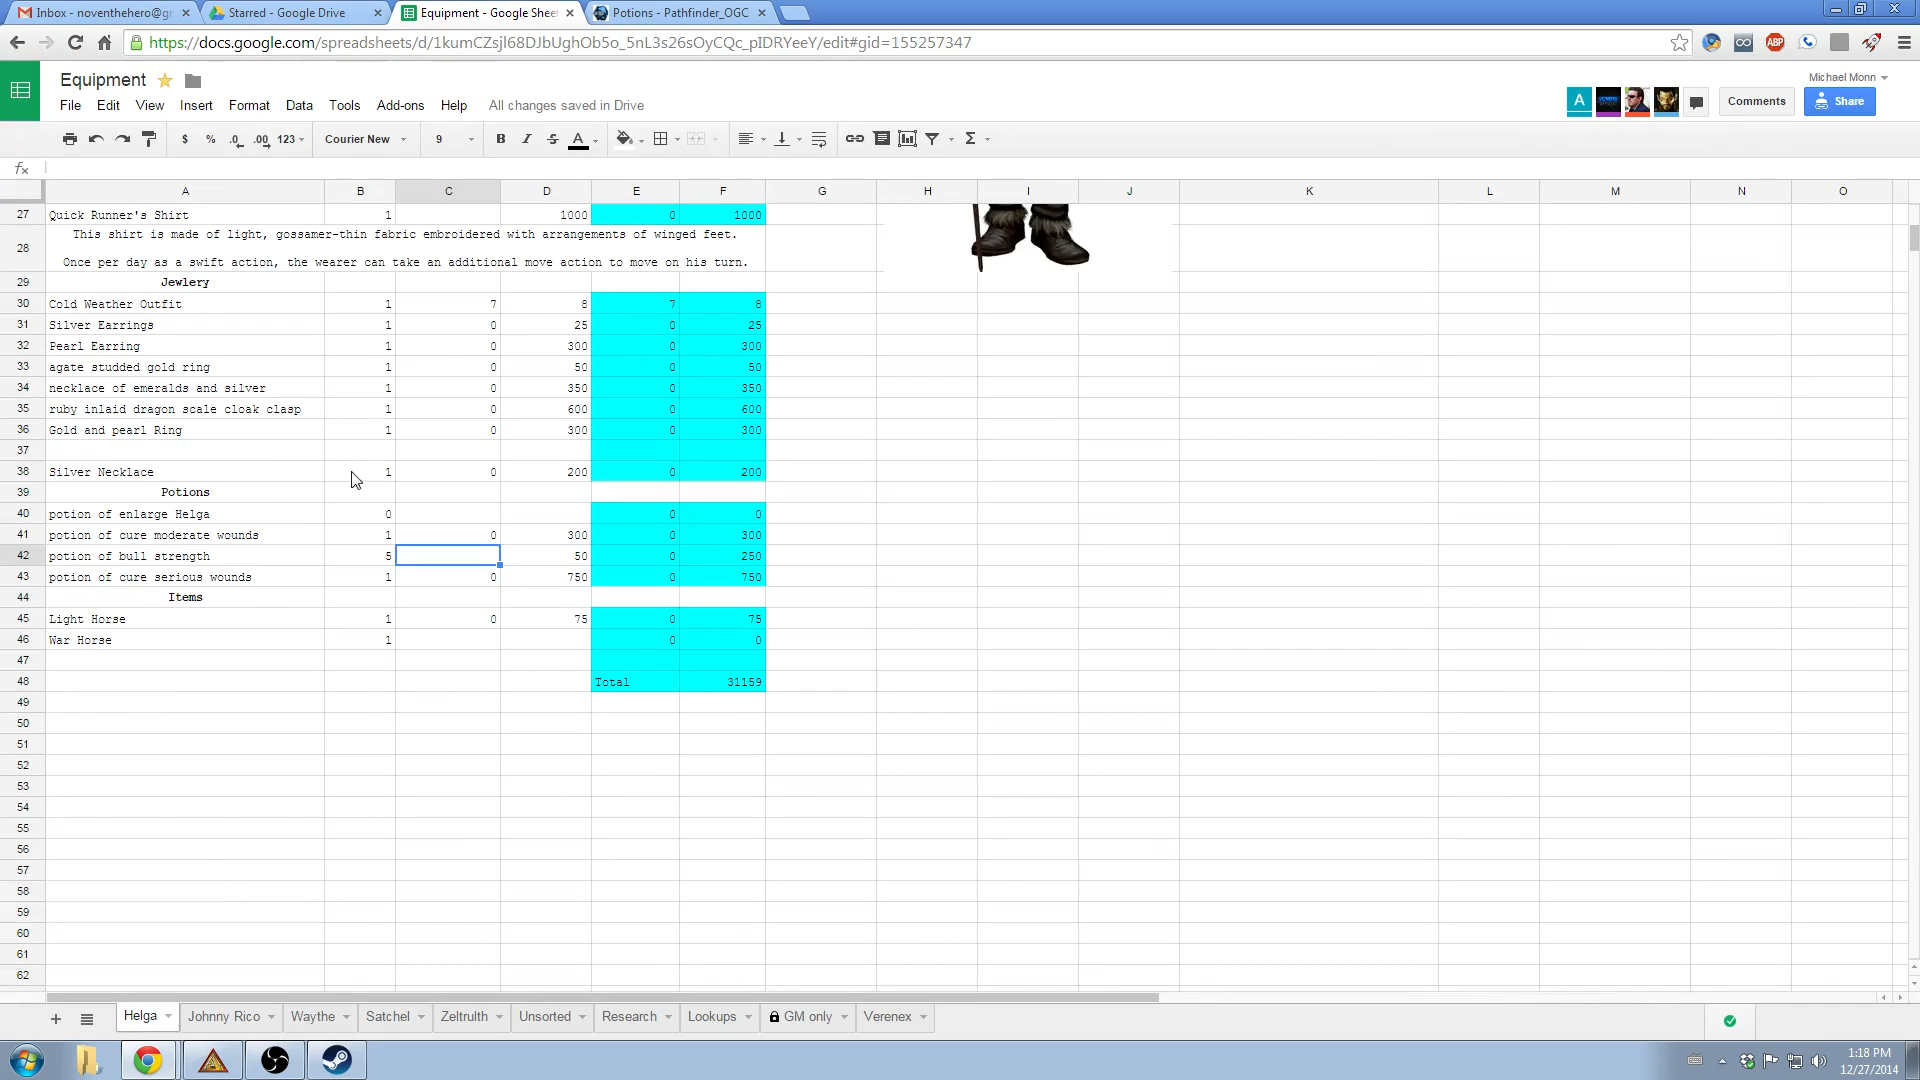 Inbox - noventhehero@gr
Starred - Google Drive
Equipment - Google Sheet
Potions - Pathfinder_OGC
https://docs.google.com/spreadsheets/d/1kumCZsjl68DJbUghOb5o_5nL3s26sOyCQc_pIDRYeeY/edit#gid=155257347
ABP
Equipment
Michael Monn
File Edit View Insert Format Data Tools Add-ons Help All changes saved in Drive
A
Comments
Share
$ % .0 .00 123 Courier New 9 B I S A Σ
fx
A B C D E F G H I J K L M N O
27 Quick Runner's Shirt 1 1000 0 1000
28 This shirt is made of light, gossamer-thin fabric embroidered with arrangements of winged feet.
Once per day as a swift action, the wearer can take an additional move action to move on his turn.
29 Jewlery
30 Cold Weather Outfit 1 7 8 7 8
31 Silver Earrings 1 0 25 0 25
32 Pearl Earring 1 0 300 0 300
33 agate studded gold ring 1 0 50 0 50
34 necklace of emeralds and silver 1 0 350 0 350
35 ruby inlaid dragon scale cloak clasp 1 0 600 0 600
36 Gold and pearl Ring 1 0 300 0 300
37
38 Silver Necklace 1 0 200 0 200
39 Potions
40 potion of enlarge Helga 0 0 0
41 potion of cure moderate wounds 1 0 300 0 300
42 potion of bull strength 5 50 0 250
43 potion of cure serious wounds 1 0 750 0 750
44 Items
45 Light Horse 1 0 75 0 75
46 War Horse 1 0 0
47
48 Total 31159
49
50
51
52
53
54
55
56
57
58
59
60
61
62
Helga Johnny Rico Waythe Satchel Zeltrulth Unsorted Research Lookups GM only Verenex
1:18 PM
12/27/2014